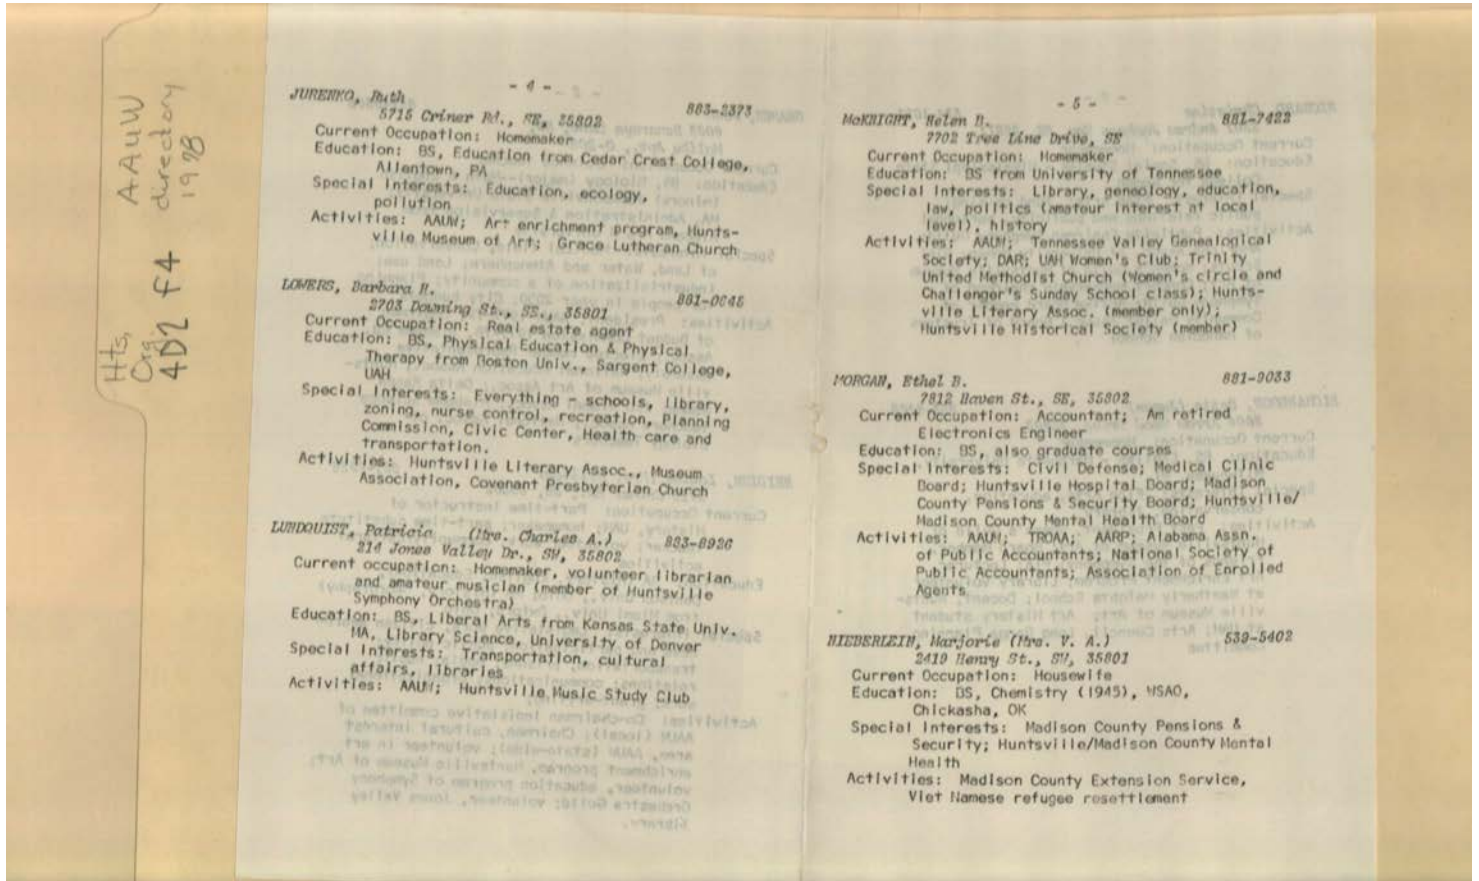 Hts,
Org.
4D2 f4
AAUW
directory
1978
- 4 -
JURENKO, Ruth
5715 Criner Rd., SE, 35802
883-2373
Current Occupation: Homemaker
Education: BS, Education from Cedar Crest College,
Allentown, PA
Special Interests: Education, ecology,
pollution
Activities: AAUW; Art enrichment program, Hunts-
ville Museum of Art; Grace Lutheran Church
LOWERS, Barbara H.
2703 Downing St., SE., 35801
881-0645
Current Occupation: Real estate agent
Education: BS, Physical Education & Physical
Therapy from Boston Univ., Sargent College,
UAH
Special Interests: Everything - schools, library,
zoning, nurse control, recreation, Planning
Commission, Civic Center, Health care and
transportation.
Activities: Huntsville Literary Assoc., Museum
Association, Covenant Presbyterian Church
LUNDQUIST, Patricia (Mrs. Charles A.)
883-8926
214 Jones Valley Dr., SW, 35802
Current occupation: Homemaker, volunteer librarian
and amateur musician (member of Huntsville
Symphony Orchestra)
Education: BS, Liberal Arts from Kansas State Univ.
MA, Library Science, University of Denver
Special Interests: Transportation, cultural
affairs, libraries
Activities: AAUW; Huntsville Music Study Club
- 5 -
McKNIGHT, Helen B.
881-7422
7702 Tree Line Drive, SE
Current Occupation: Homemaker
Education: BS from University of Tennessee
Special Interests: Library, geneology, education,
law, politics (amateur interest at local
level), history
Activities: AAUW; Tennessee Valley Genealogical
Society; DAR; UAH Women's Club; Trinity
United Methodist Church (Women's circle and
Challenger's Sunday School class); Hunts-
ville Literary Assoc. (member only);
Huntsville Historical Society (member)
MORGAN, Ethel B.
881-9033
7812 Haven St., SE, 35802
Current Occupation: Accountant; Am retired
Electronics Engineer
Education: BS, also graduate courses
Special Interests: Civil Defense; Medical Clinic
Board; Huntsville Hospital Board; Madison
County Pensions & Security Board; Huntsville/
Madison County Mental Health Board
Activities: AAUW; TROAA; AARP; Alabama Assn.
of Public Accountants; National Society of
Public Accountants; Association of Enrolled
Agents
NIEBERLEIN, Marjorie (Mrs. V. A.)
539-5402
2419 Henry St., SW, 35801
Current Occupation: Housewife
Education: BS, Chemistry (1945), WSAO,
Chickasha, OK
Special Interests: Madison County Pensions &
Security; Huntsville/Madison County Mental
Health
Activities: Madison County Extension Service,
Viet Namese refugee resettlement